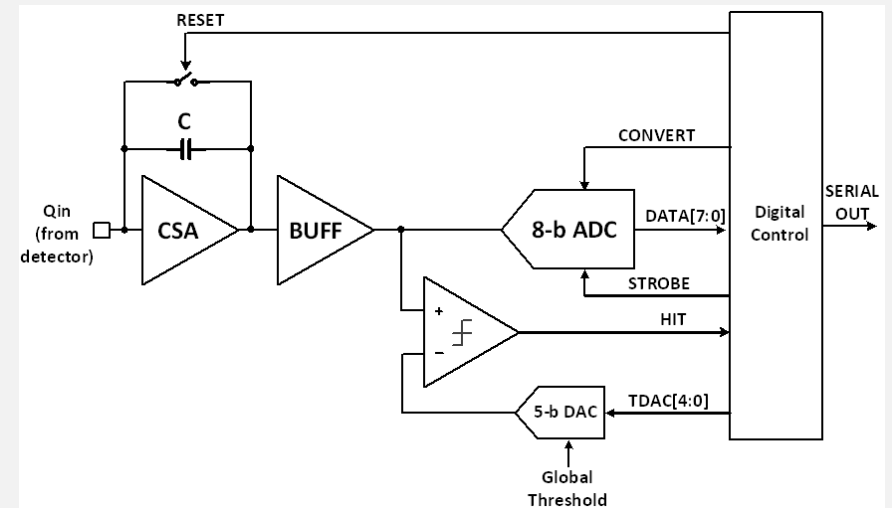 RESET
C
CONVERT
Qin
(from
detector)
CSA
BUFF
8-b ADC
DATA[7:0]
Digital
Control
SERIAL
OUT
STROBE
+
HIT
−
5-b DAC
TDAC[4:0]
Global
Threshold